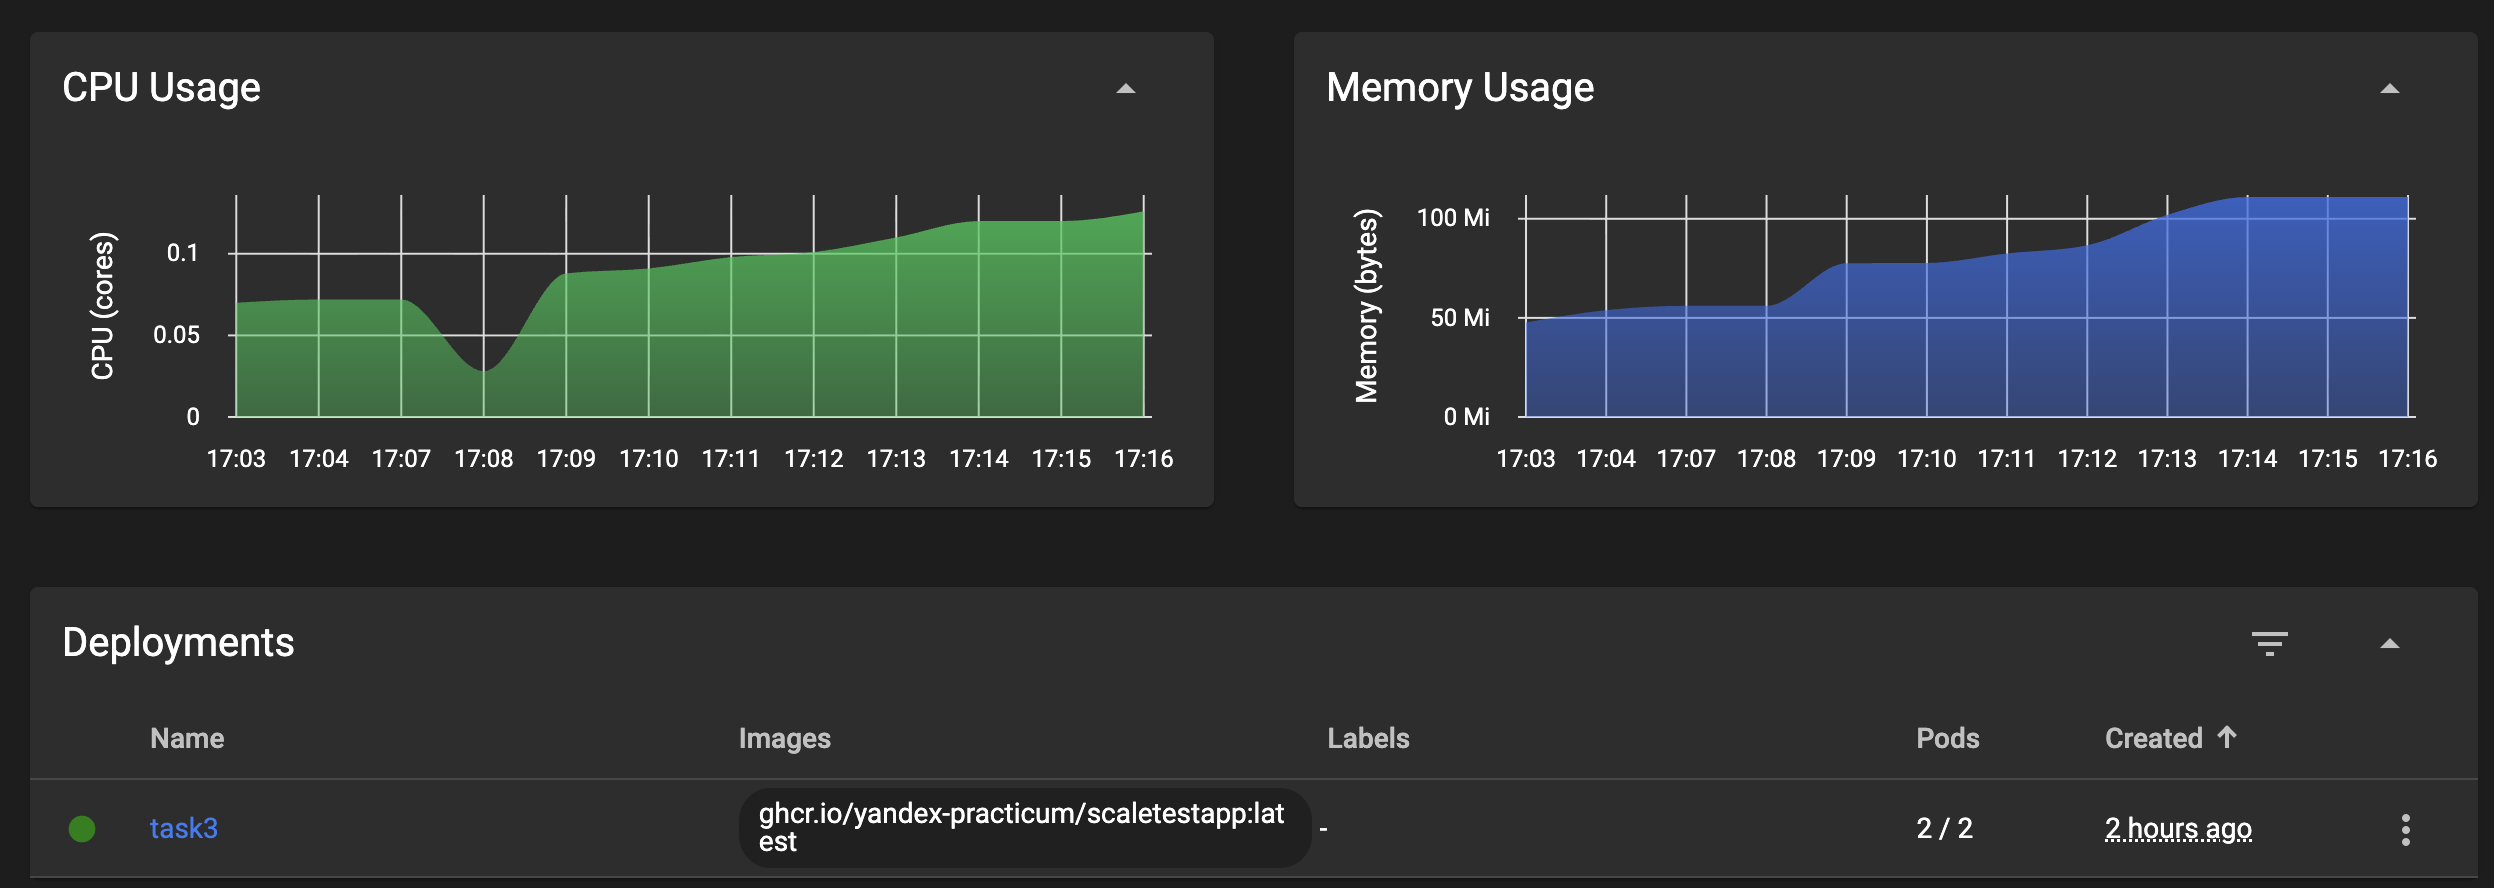 CPU Usage
CPU (cores)
0.1
0.05
0
17:03 17:04 17:07 17:08 17:09 17:10 17:11 17:12 17:13 17:14 17:15 17:16
Memory Usage
Memory (bytes)
100 Mi
50 Mi
0 Mi
17:03 17:04 17:07 17:08 17:09 17:10 17:11 17:12 17:13 17:14 17:15 17:16
Deployments
Name Images Labels Pods Created
task3
ghcr.io/yandex-practicum/scaletestapp:lat
est
-
2 / 2
2 hours ago